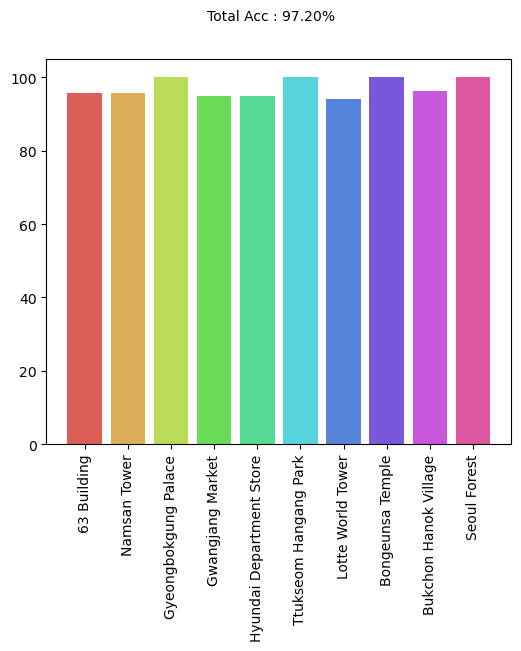 Total Acc : 97.20%
100
80
60
40
20
0
63 Building
Namsan Tower
Gyeongbokgung Palace
Gwangjang Market
Hyundai Department Store
Ttukseom Hangang Park
Lotte World Tower
Bongeunsa Temple
Bukchon Hanok Village
Seoul Forest